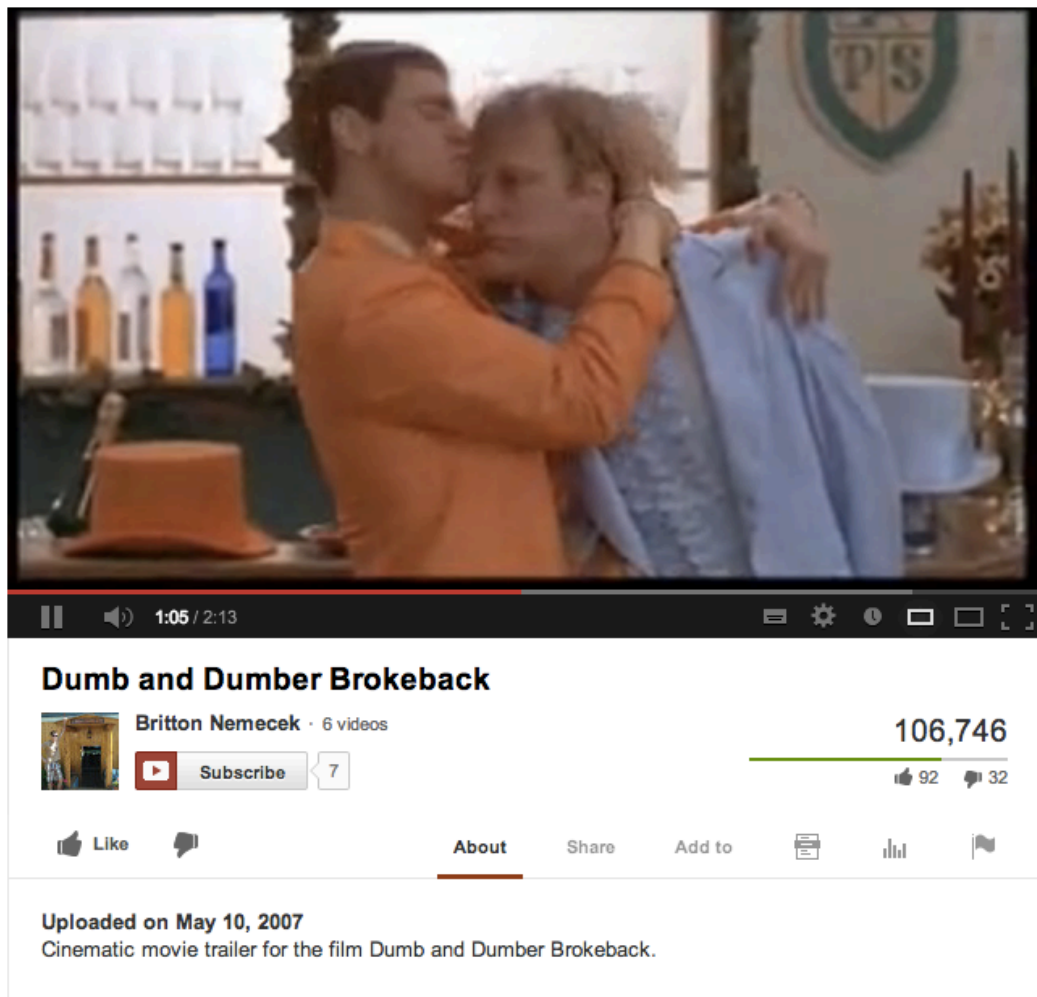 P S
1:05 / 2:13
Dumb and Dumber Brokeback
Britton Nemecek · 6 videos
106,746
Subscribe 7
92 32
Like
About Share Add to
Uploaded on May 10, 2007
Cinematic movie trailer for the film Dumb and Dumber Brokeback.